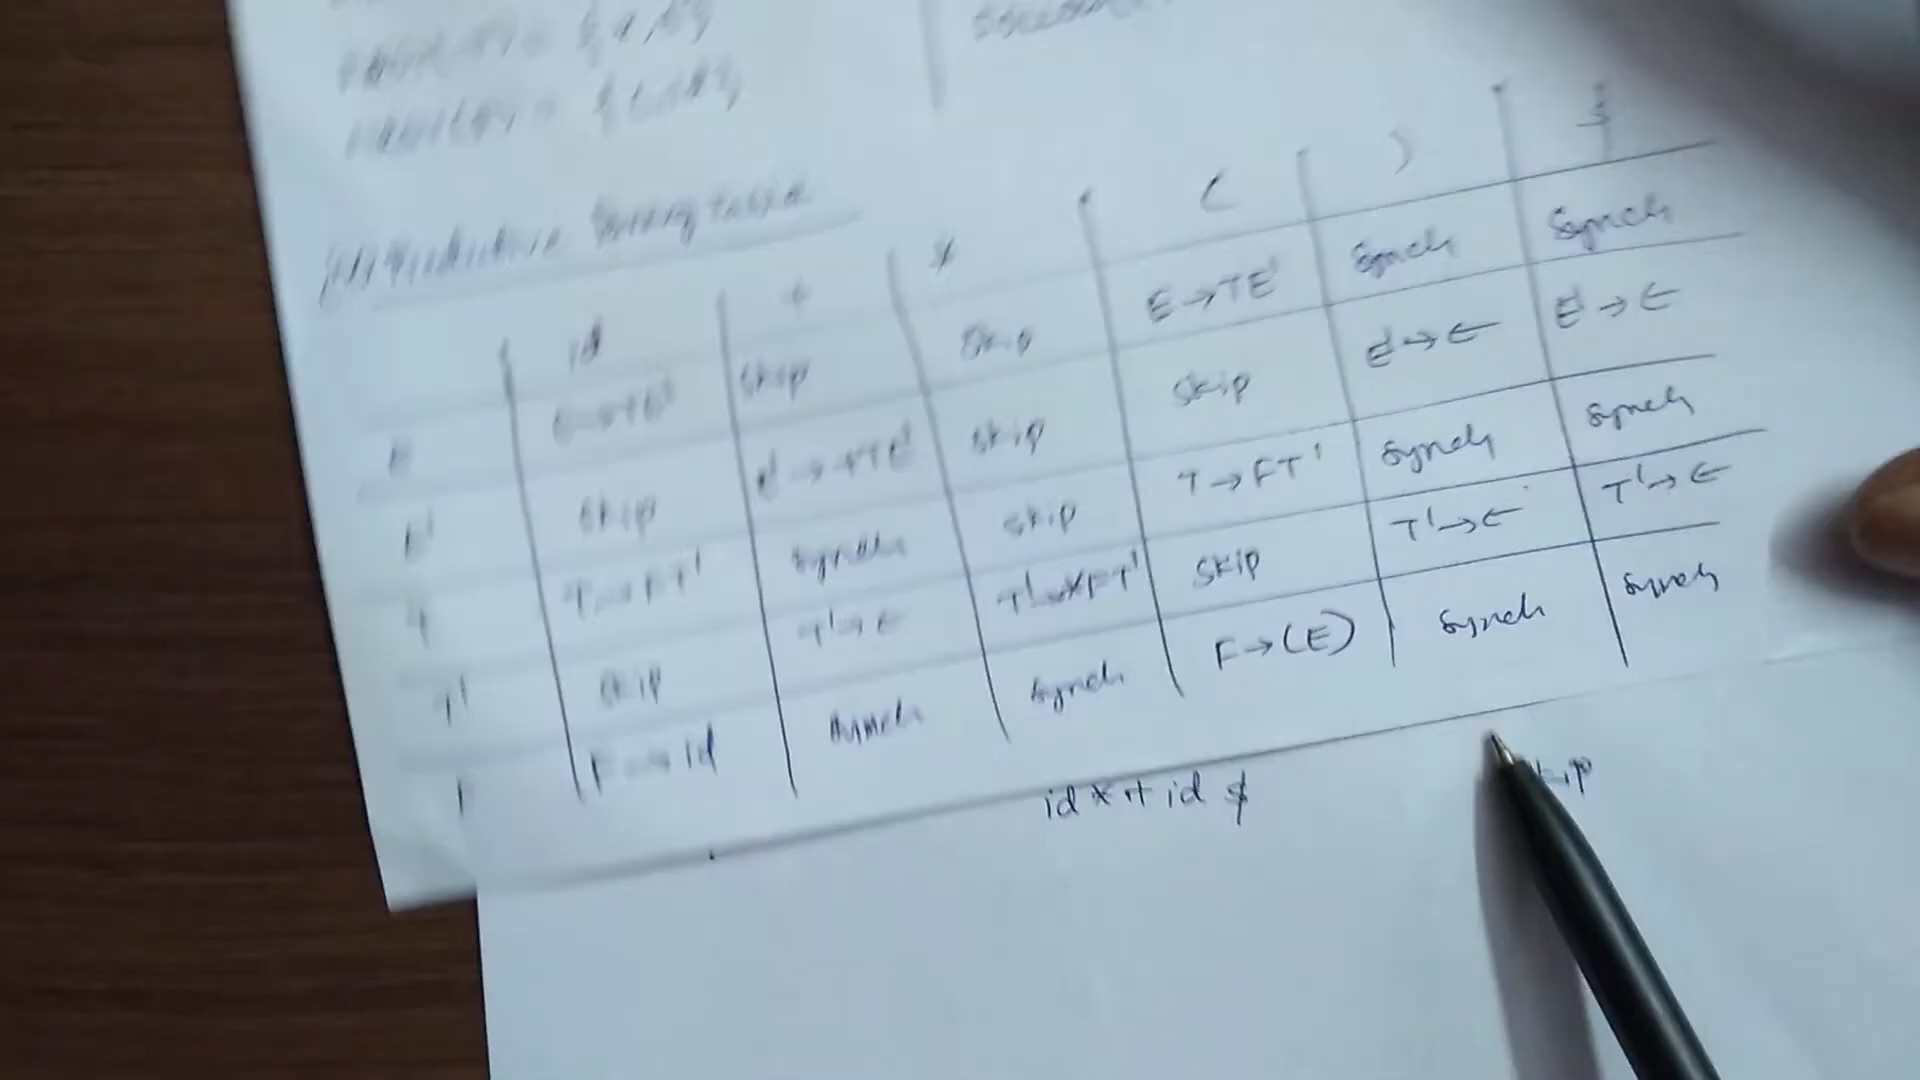 Parsing table
id + * ( ) $
E E→TE' Skip Skip E→TE' Synch Synch
E' Skip E'→+TE' Skip Skip E'→ϵ E'→ϵ
T T→FT' Synch Skip T→FT' Synch Synch
T' Skip T'→ϵ T'→*FT' Skip T'→ϵ T'→ϵ
F F→id Synch Synch F→(E) Synch Synch
id*+id$